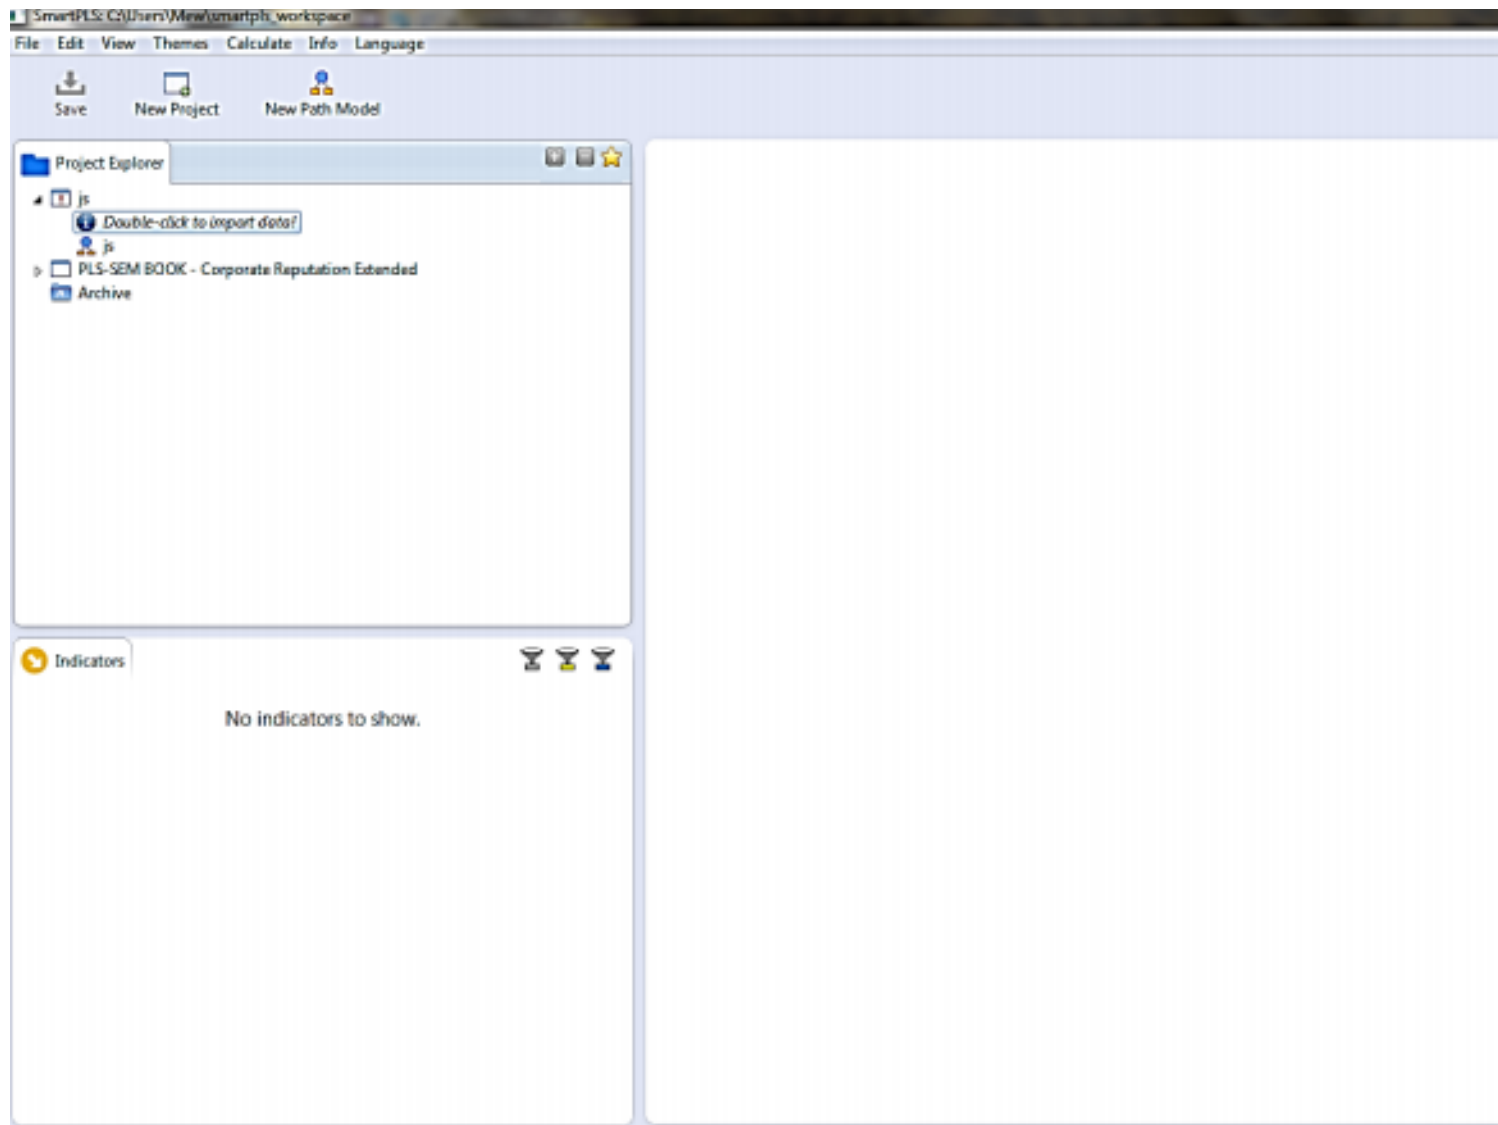 SmartPLS: C:\Users\Mew\smartpls_workspace
File Edit View Themes Calculate Info Language
Save New Project New Path Model
Project Explorer
js
Double-click to import data!
js
PLS-SEM BOOK - Corporate Reputation Extended
Archive
Indicators
No indicators to show.